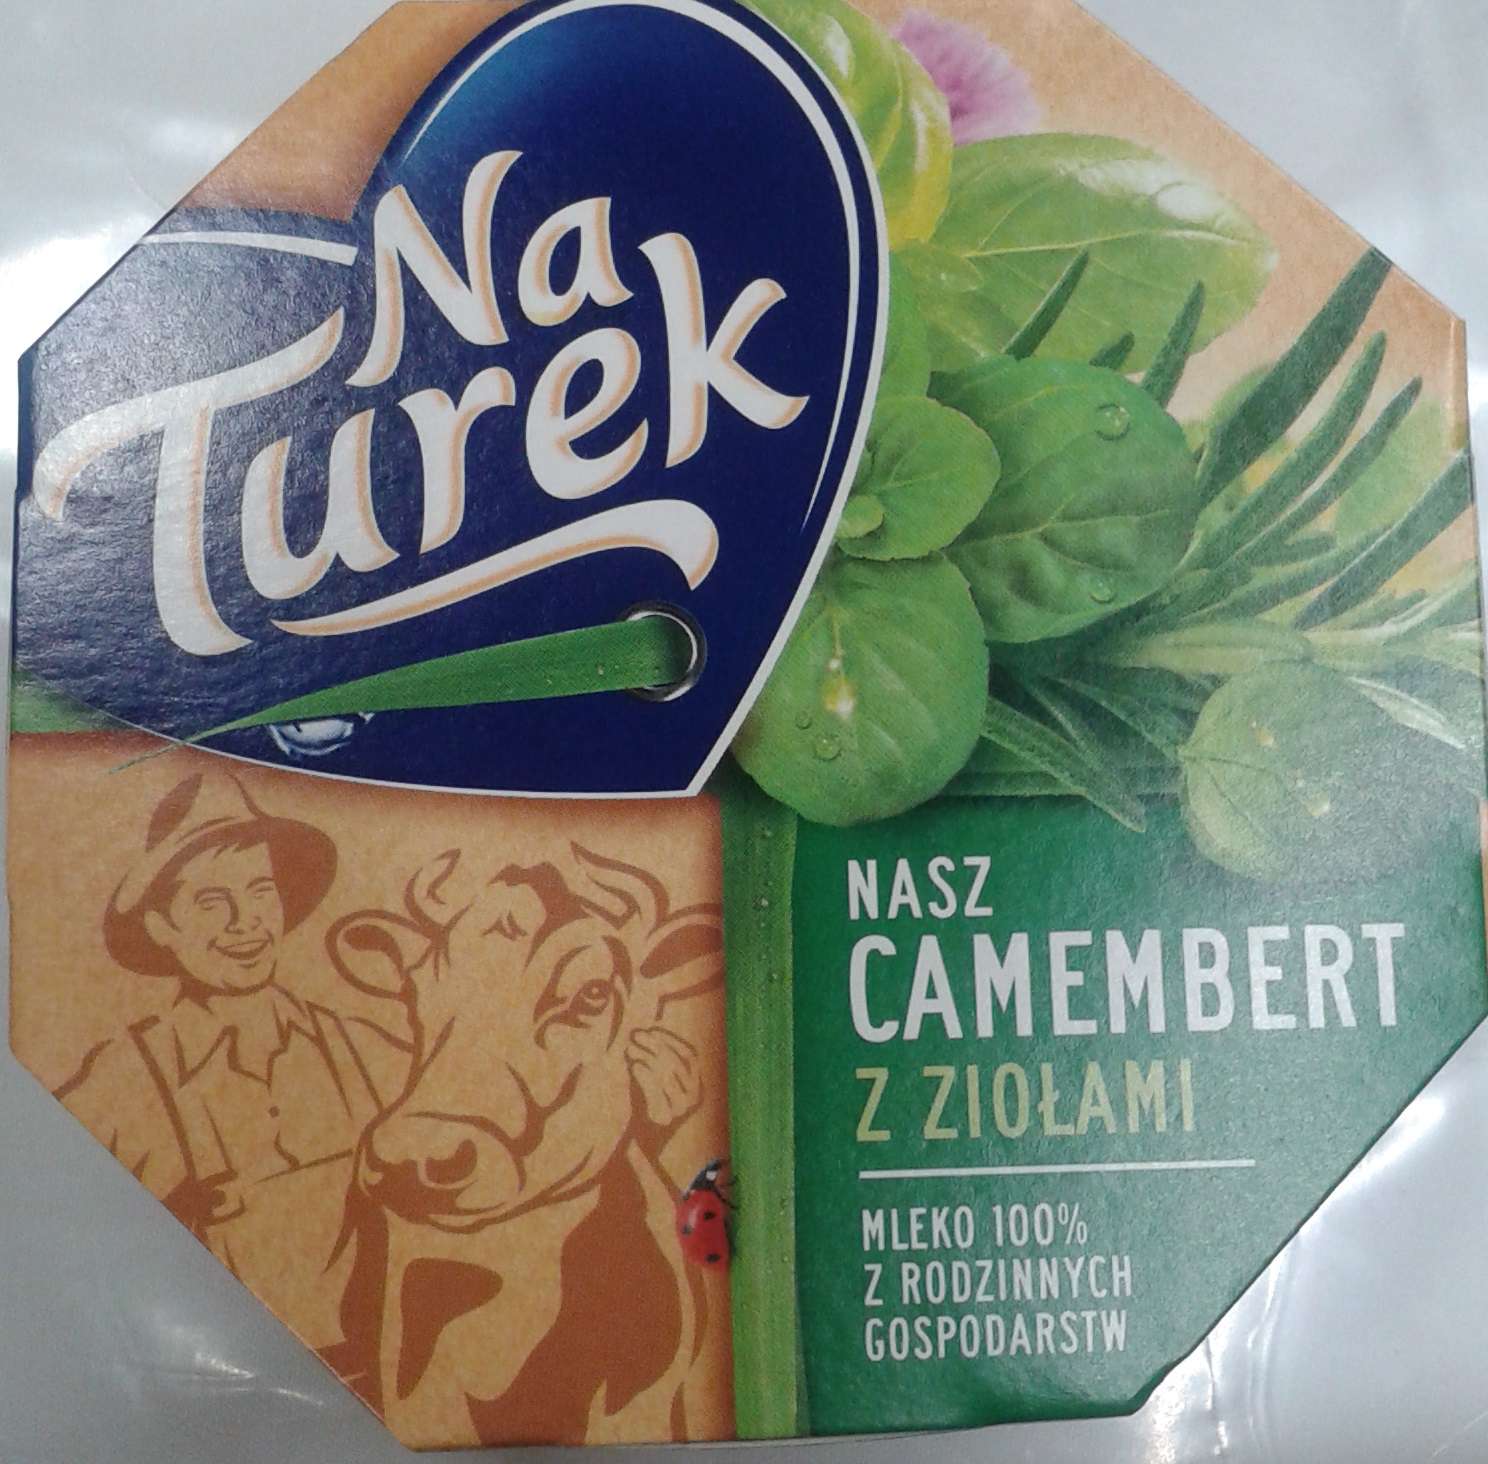 Na
Turek
NASZ
CAMEMBERT
Z ZIOŁAMI
MLEKO 100%
Z RODZINNYCH
GOSPODARSTW